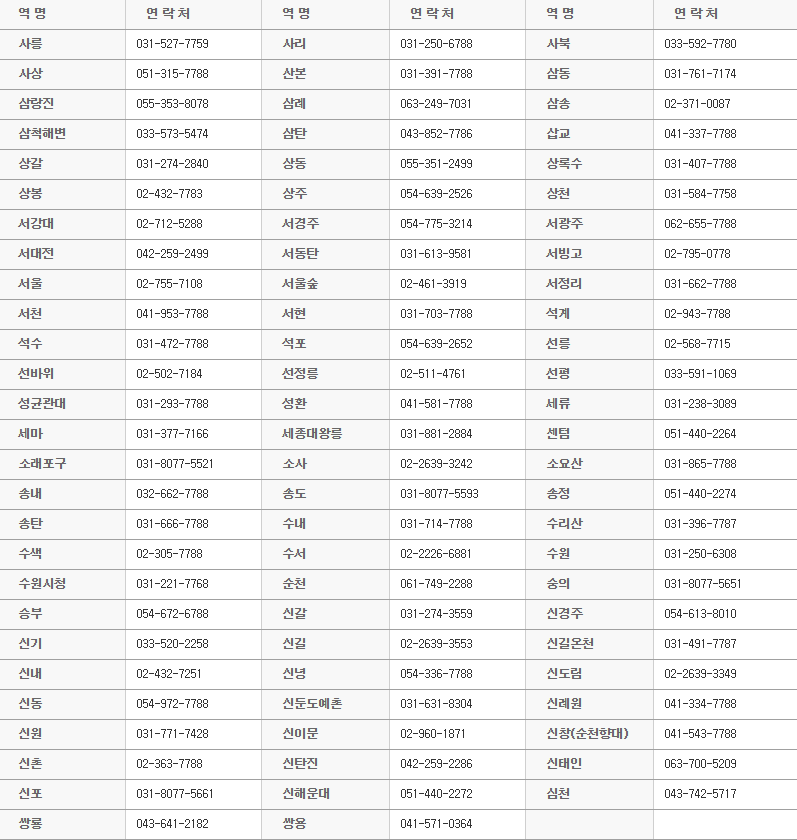 역 명 연 락 처 역 명 연 락 처 역 명 연 락 처
사릉 031-527-7759 사리 031-250-6788 사북 033-592-7780
사상 051-315-7788 산본 031-391-7788 삼동 031-761-7174
삼랑진 055-353-8078 삼례 063-249-7031 삼송 02-371-0087
삼척해변 033-573-5474 삼탄 043-852-7786 삽교 041-337-7788
상갈 031-274-2840 상동 055-351-2499 상록수 031-407-7788
상봉 02-432-7783 상주 054-639-2526 상천 031-584-7758
서강대 02-712-5288 서경주 054-775-3214 서광주 062-655-7788
서대전 042-259-2499 서동탄 031-613-9581 서빙고 02-795-0778
서울 02-755-7108 서울숲 02-461-3919 서정리 031-662-7788
서천 041-953-7788 서현 031-703-7788 석계 02-943-7788
석수 031-472-7788 석포 054-639-2652 선릉 02-568-7715
선바위 02-502-7184 선정릉 02-511-4761 선평 033-591-1069
성균관대 031-293-7788 성환 041-581-7788 세류 031-238-3089
세마 031-377-7166 세종대왕릉 031-881-2884 센텀 051-440-2264
소래포구 031-8077-5521 소사 02-2639-3242 소요산 031-865-7788
송내 032-662-7788 송도 031-8077-5593 송정 051-440-2274
송탄 031-666-7788 수내 031-714-7788 수리산 031-396-7787
수색 02-305-7788 수서 02-2226-6881 수원 031-250-6308
수원시청 031-221-7768 순천 061-749-2288 숭의 031-8077-5651
승부 054-672-6788 신갈 031-274-3559 신경주 054-613-8010
신기 033-520-2258 신길 02-2639-3553 신길온천 031-491-7787
신내 02-432-7251 신녕 054-336-7788 신도림 02-2639-3349
신동 054-972-7788 신둔도예촌 031-631-8304 신례원 041-334-7788
신원 031-771-7428 신이문 02-960-1871 신창(순천향대) 041-543-7788
신촌 02-363-7788 신탄진 042-259-2286 신태인 063-700-5209
신포 031-8077-5661 신해운대 051-440-2272 심천 043-742-5717
쌍룡 043-641-2182 쌍용 041-571-0364